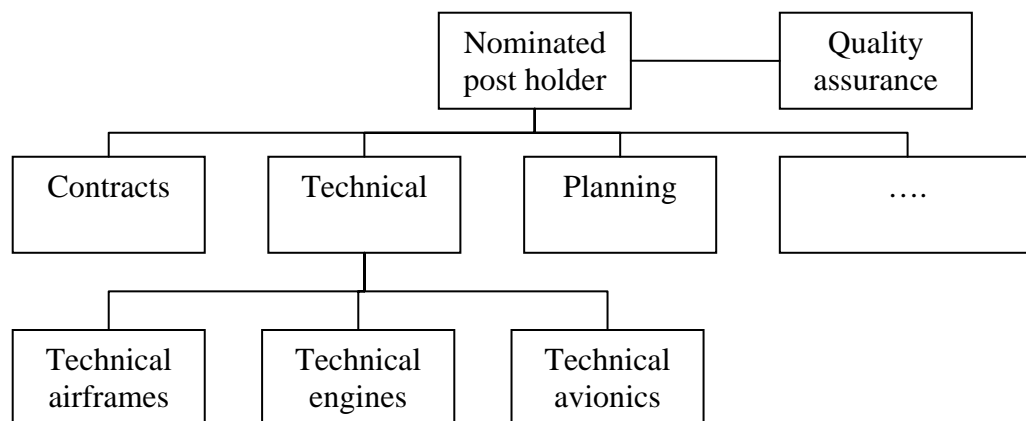 Nominated
post holder
Quality
assurance
Contracts
Technical
Planning
….
Technical
airframes
Technical
engines
Technical
avionics